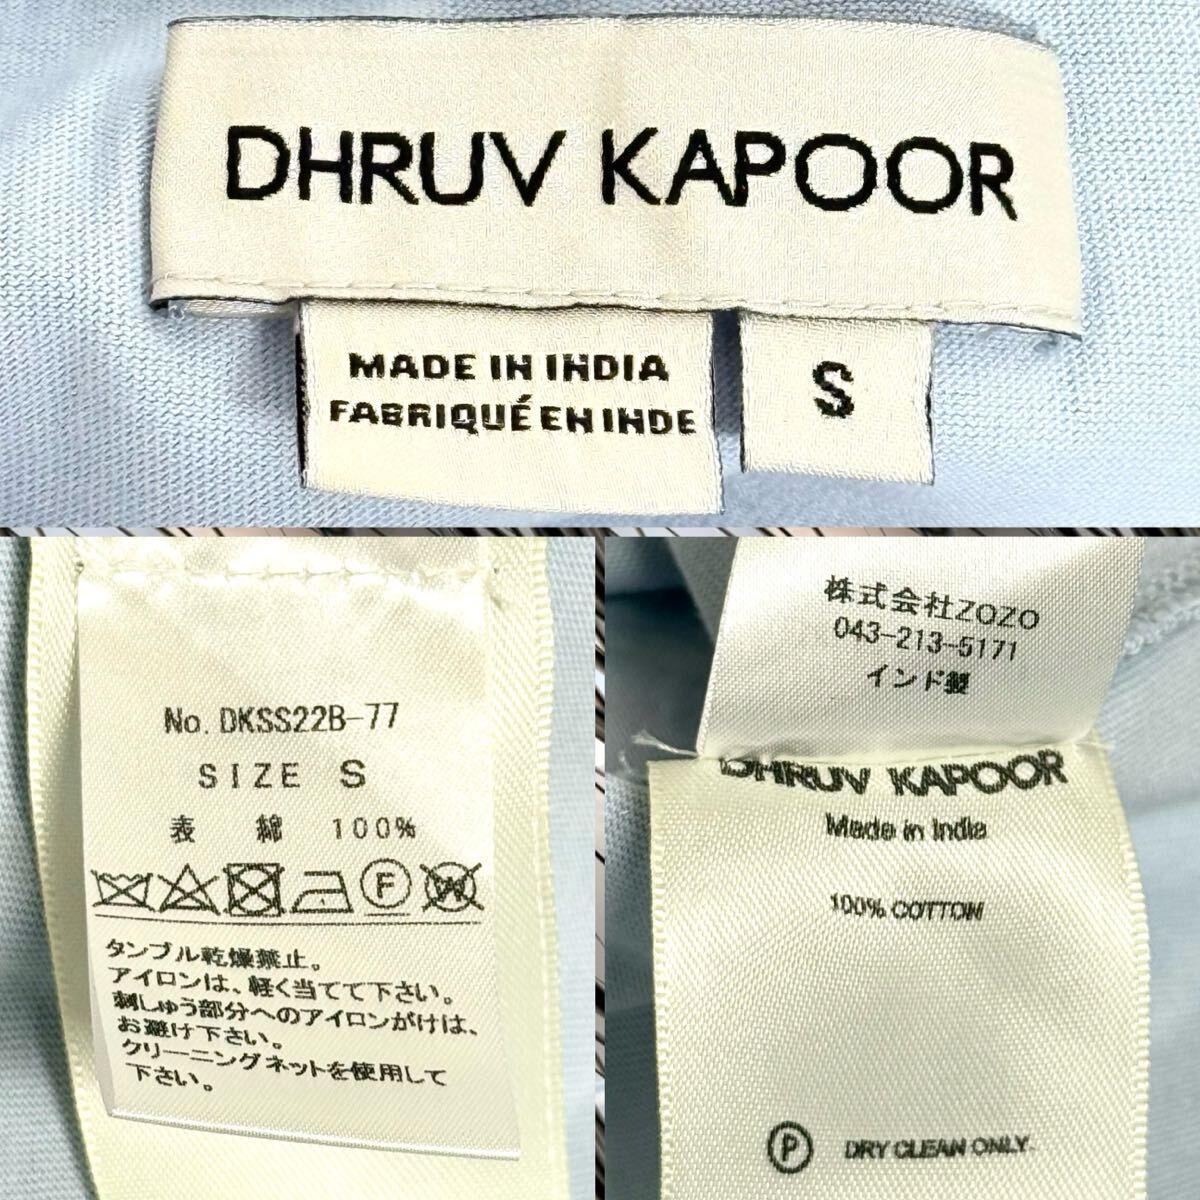 DHRUV KAPOOR
MADE IN INDIA
FABRIQUÉ EN INDE
S
No. DKSS22B-77
SIZE S
表 綿 100%
F W
タンブル乾燥禁止。
アイロンは、軽く当てて下さい。
刺しゅう部分へのアイロンがけは、
お避け下さい。
クリーニングネットを使用して
下さい。
株式会社ZOZO
043-213-5171
インド製
DHRUV KAPOOR
Made in India
100% COTTON
P DRY CLEAN ONLY